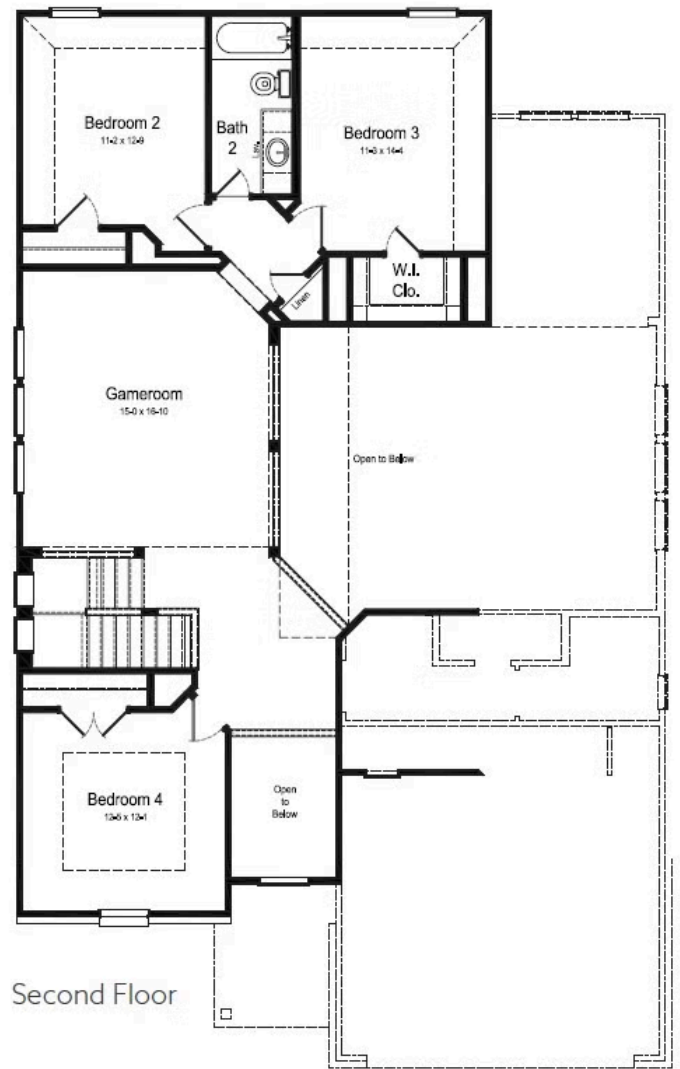 Bedroom 2
11-2 x 12-9
Bath
2
Bedroom 3
11-3 x 14-4
W.I.
Clo.
Linen
Gameroom
15-0 x 16-10
Open to Below
Bedroom 4
12-5 x 12-1
Open
to
Below
Second Floor